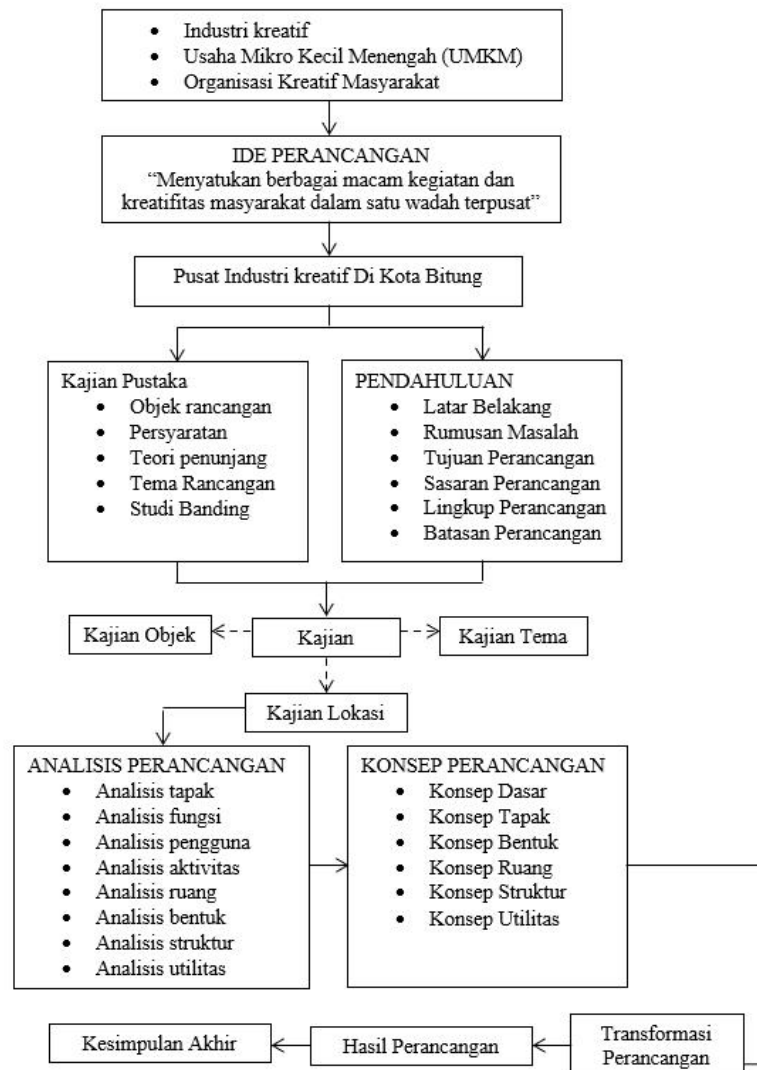 • Industri kreatif
• Usaha Mikro Kecil Menengah (UMKM)
• Organisasi Kreatif Masyarakat
IDE PERANCANGAN
“Menyatukan berbagai macam kegiatan dan
kreatifitas masyarakat dalam satu wadah terpusat”
Pusat Industri kreatif Di Kota Bitung
Kajian Pustaka
• Objek rancangan
• Persyaratan
• Teori penunjang
• Tema Rancangan
• Studi Banding
PENDAHULUAN
• Latar Belakang
• Rumusan Masalah
• Tujuan Perancangan
• Sasaran Perancangan
• Lingkup Perancangan
• Batasan Perancangan
Kajian Objek
Kajian
Kajian Tema
Kajian Lokasi
ANALISIS PERANCANGAN
• Analisis tapak
• Analisis fungsi
• Analisis pengguna
• Analisis aktivitas
• Analisis ruang
• Analisis bentuk
• Analisis struktur
• Analisis utilitas
KONSEP PERANCANGAN
• Konsep Dasar
• Konsep Tapak
• Konsep Bentuk
• Konsep Ruang
• Konsep Struktur
• Konsep Utilitas
Kesimpulan Akhir
Hasil Perancangan
Transformasi
Perancangan